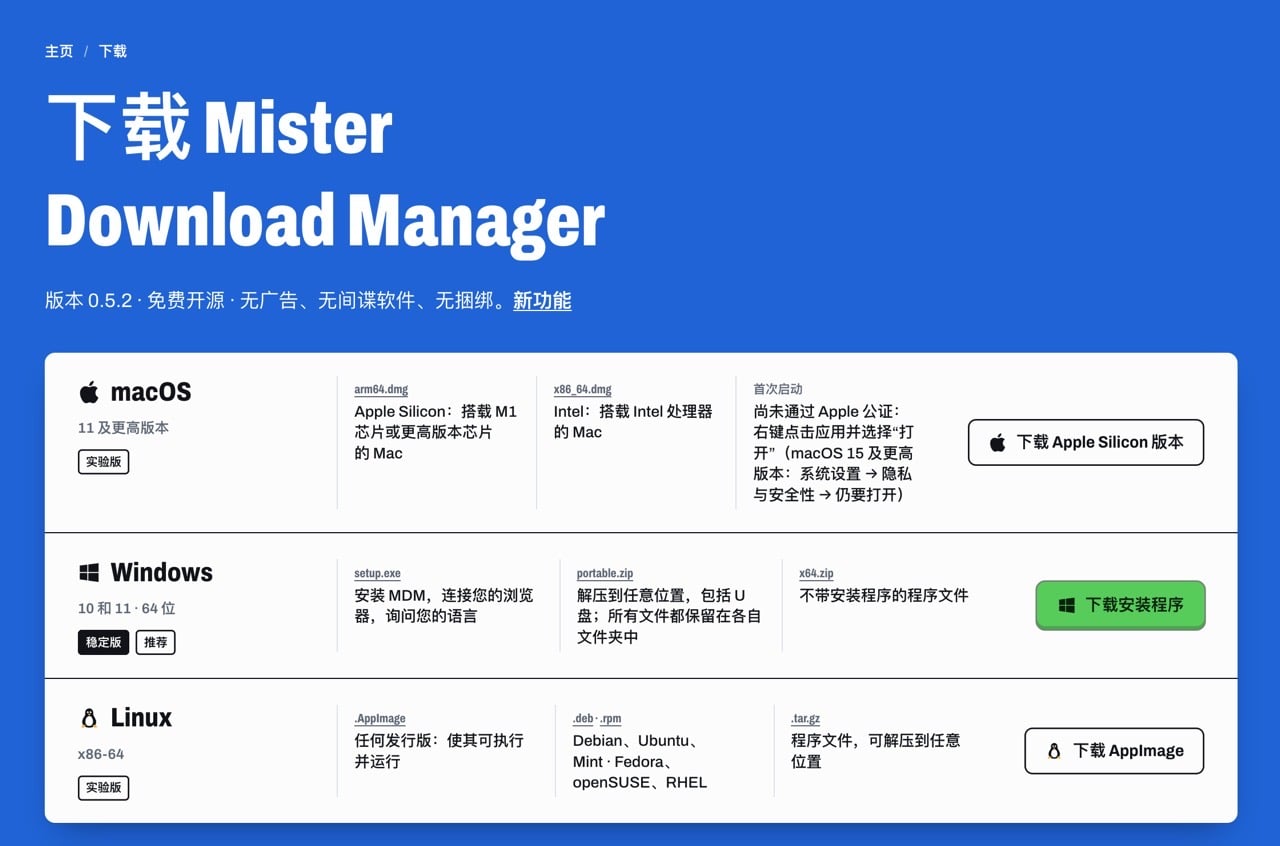 主页 / 下载
下载 Mister
Download Manager
版本 0.5.2 · 免费开源 · 无广告、无间谍软件、无捆绑。新功能
macOS
11 及更高版本
实验版
arm64.dmg
Apple Silicon：搭载 M1
芯片或更高版本芯片
的 Mac
x86_64.dmg
Intel：搭载 Intel 处理器
的 Mac
首次启动
尚未通过 Apple 公证：
右键点击应用并选择“打
开”（macOS 15 及更高
版本：系统设置 → 隐私
与安全性 → 仍要打开）
下载 Apple Silicon 版本
Windows
10 和 11 · 64 位
稳定版 推荐
setup.exe
安装 MDM，连接您的浏览
器，询问您的语言
portable.zip
解压到任意位置，包括 U
盘；所有文件都保留在各自
文件夹中
x64.zip
不带安装程序的程序文件
下载安装程序
Linux
x86-64
实验版
.AppImage
任何发行版：使其可执行
并运行
.deb · .rpm
Debian、Ubuntu、
Mint · Fedora、
openSUSE、RHEL
.tar.gz
程序文件，可解压到任意
位置
下载 AppImage